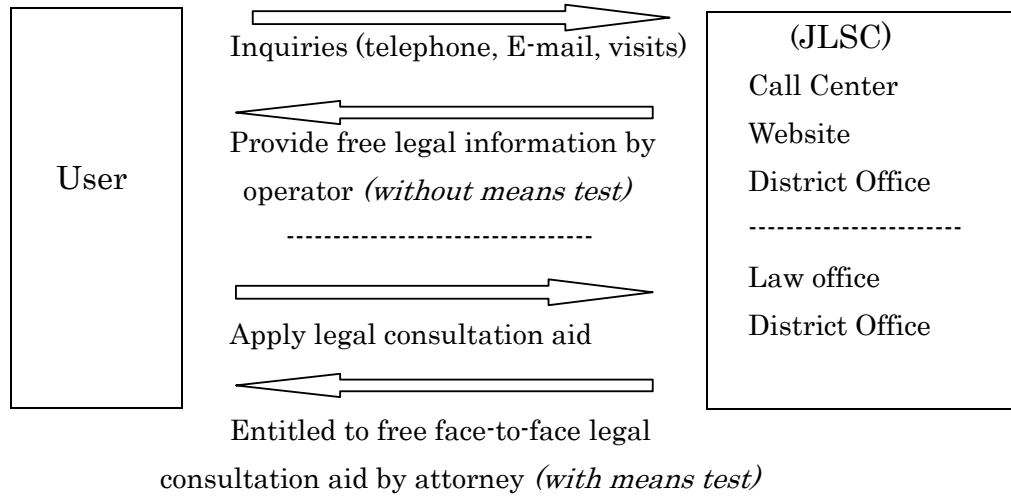 User
Inquiries (telephone, E-mail, visits)
Provide free legal information by
operator (without means test)
---------------------------------
Apply legal consultation aid
Entitled to free face-to-face legal
consultation aid by attorney (with means test)
(JLSC)
Call Center
Website
District Office
-----------------------
Law office
District Office